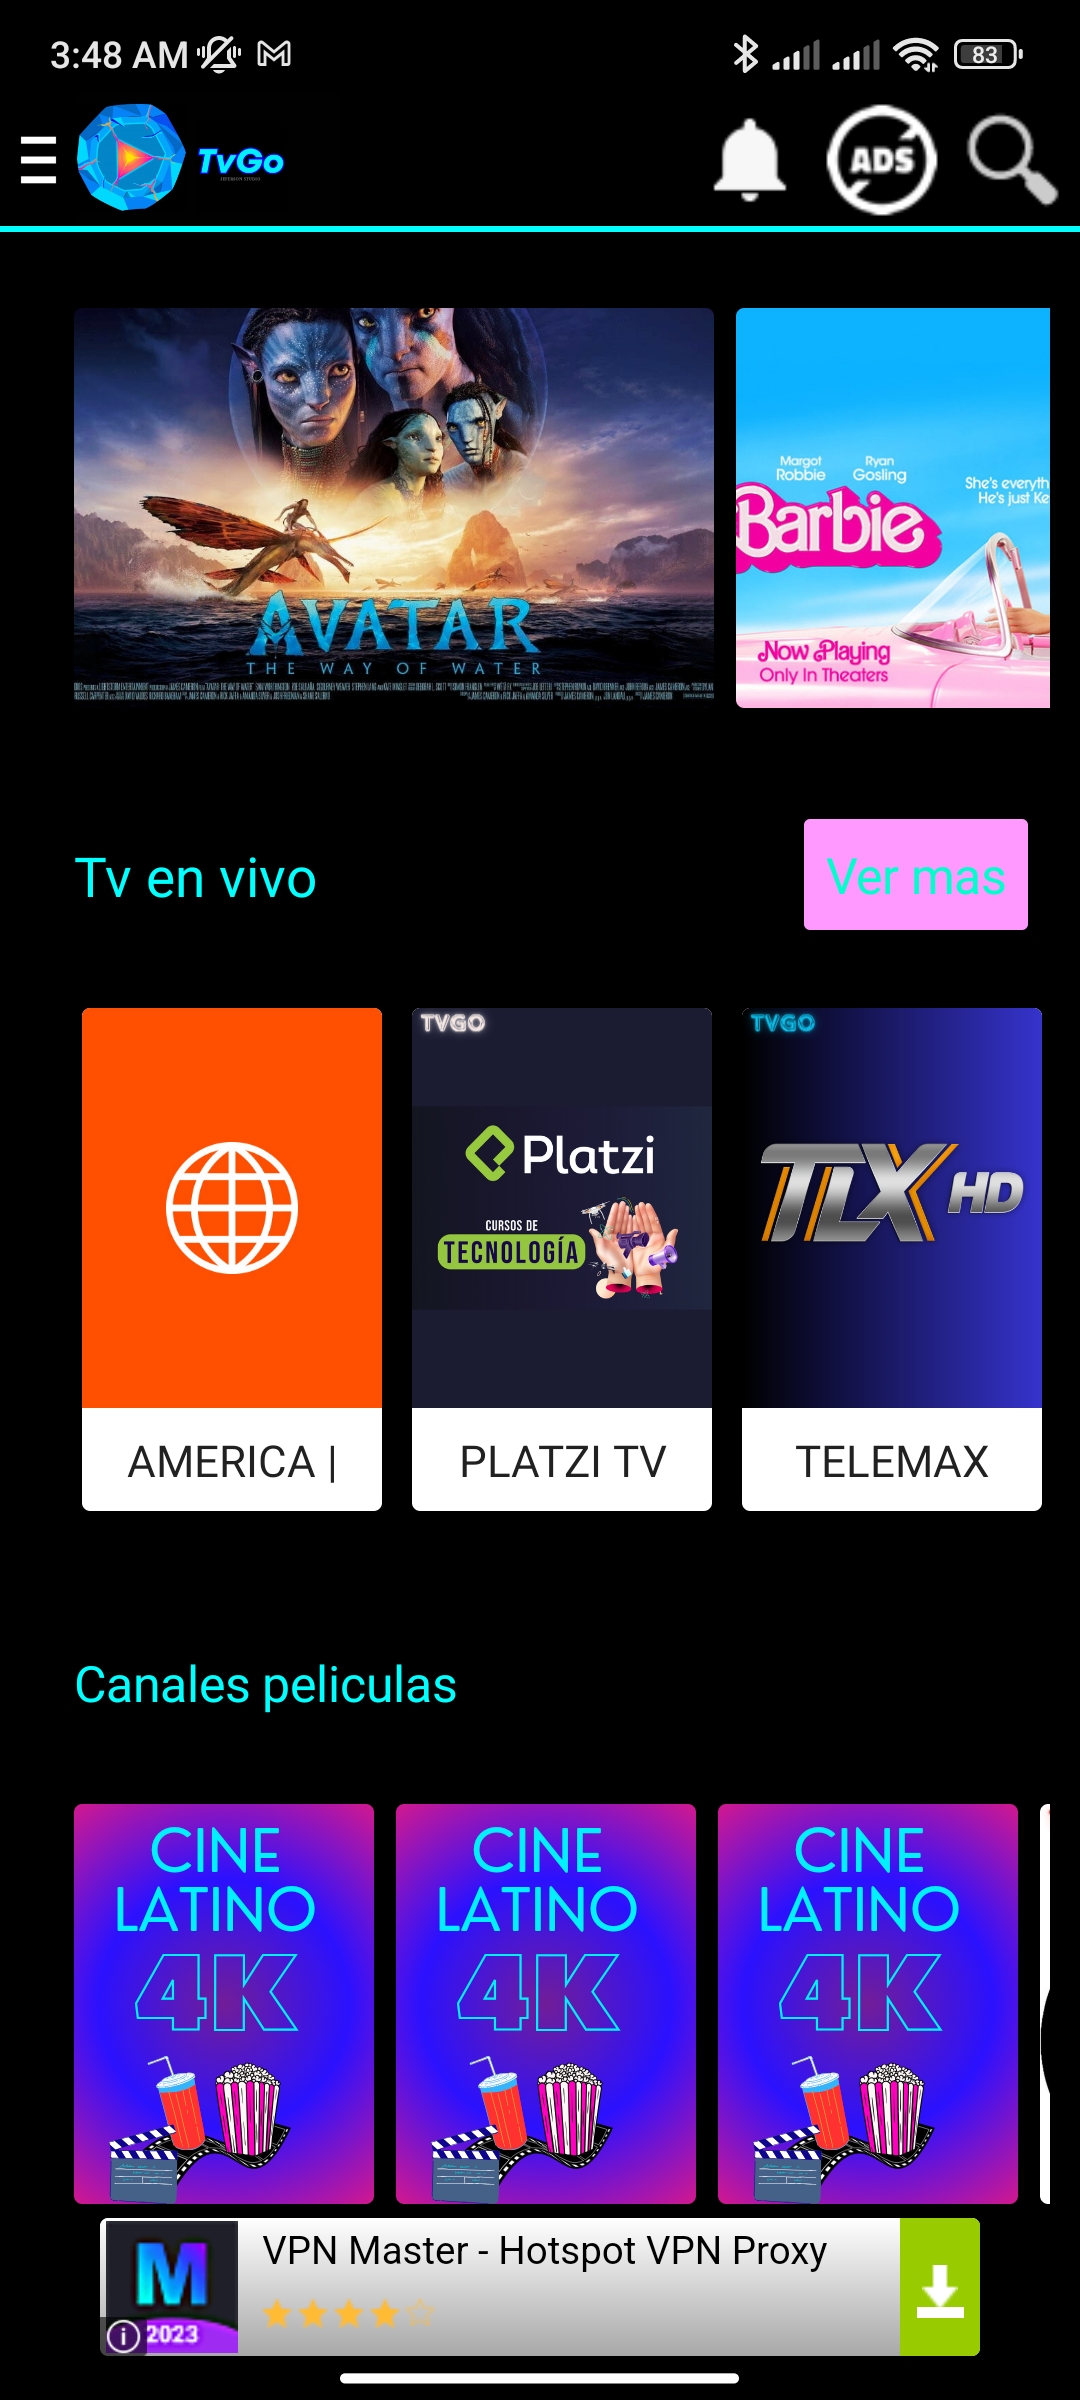 3:48 AM
83
TvGo
ADS
AVATAR
THE WAY OF WATER
Margot
Robbie
Ryan
Gosling
She's everyth
He's just Ke
Barbie
Now Playing
Only In Theaters
Tv en vivo
Ver mas
TVGO
Platzi
CURSOS DE
TECNOLOGÍA
TVGO
TLX HD
AMERICA |
PLATZI TV
TELEMAX
Canales peliculas
CINE
LATINO
4K
CINE
LATINO
4K
CINE
LATINO
4K
M
2023
VPN Master - Hotspot VPN Proxy